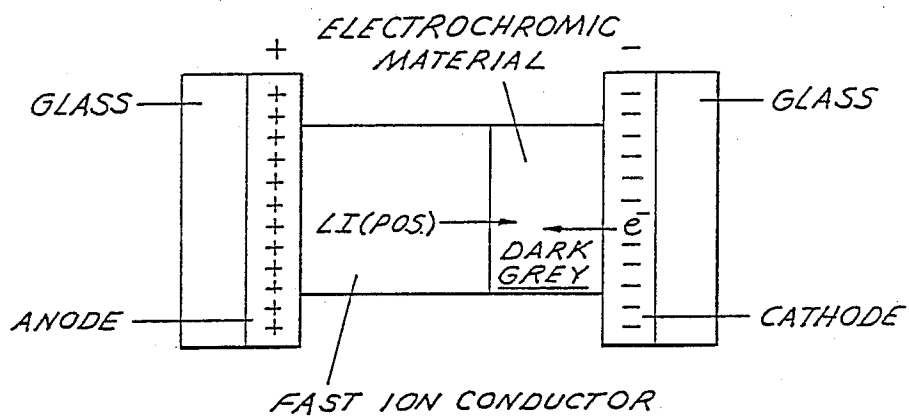 ELECTROCHROMIC
MATERIAL
+
-
GLASS
GLASS
+
+
+
+
+
+
+
+
+
+
+
+
-
-
-
-
-
-
-
-
-
-
LI(POS.)
e-
DARK
GREY
ANODE
CATHODE
FAST ION CONDUCTOR